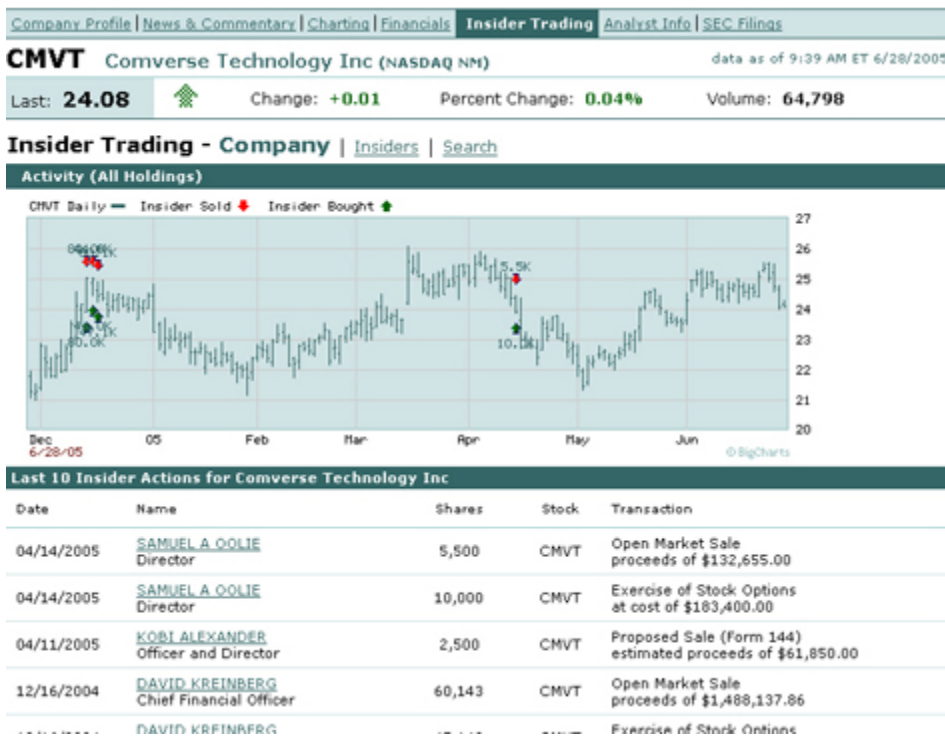 Company Profile | News & Commentary | Charting | Financials Insider Trading Analyst Info | SEC Filings
CMVT Comverse Technology Inc (NASDAQ NM) data as of 9:39 AM ET 6/28/2005
Last: 24.08 Change: +0.01 Percent Change: 0.04% Volume: 64,798
Insider Trading - Company | Insiders | Search
Activity (All Holdings)
CMVT Daily Insider Sold Insider Bought
27
26
5.5K
25
24
23
22
21
20
Dec 05 Feb Mar Apr May Jun
6/28/05 © BigCharts
Last 10 Insider Actions for Comverse Technology Inc
Date Name Shares Stock Transaction
04/14/2005 SAMUEL A OOLIE 5,500 CMVT Open Market Sale
Director proceeds of $132,655.00
04/14/2005 SAMUEL A OOLIE 10,000 CMVT Exercise of Stock Options
Director at cost of $183,400.00
04/11/2005 KOBI ALEXANDER 2,500 CMVT Proposed Sale (Form 144)
Officer and Director estimated proceeds of $61,850.00
12/16/2004 DAVID KREINBERG 60,143 CMVT Open Market Sale
Chief Financial Officer proceeds of $1,488,137.86
DAVID KREINBERG Exercise of Stock Options